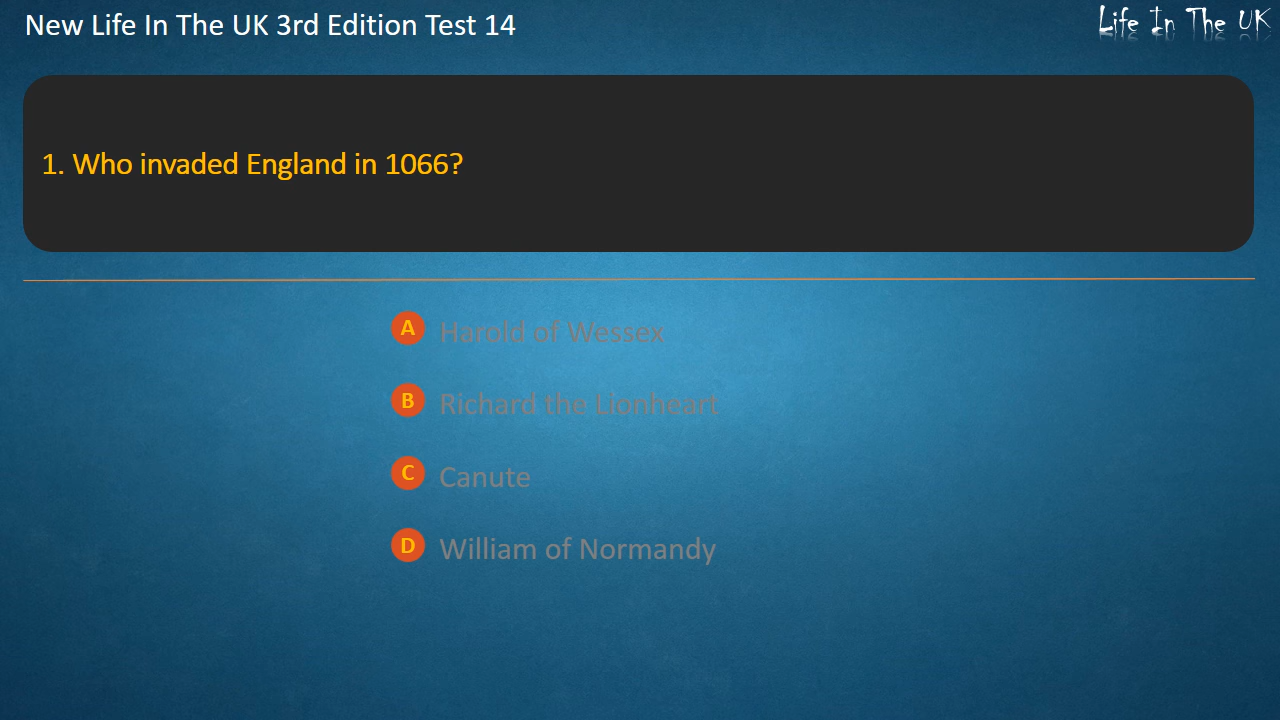 New Life In The UK 3rd Edition Test 14
Life In The UK
1. Who invaded England in 1066?
A Harold of Wessex
B Richard the Lionheart
C Canute
D William of Normandy